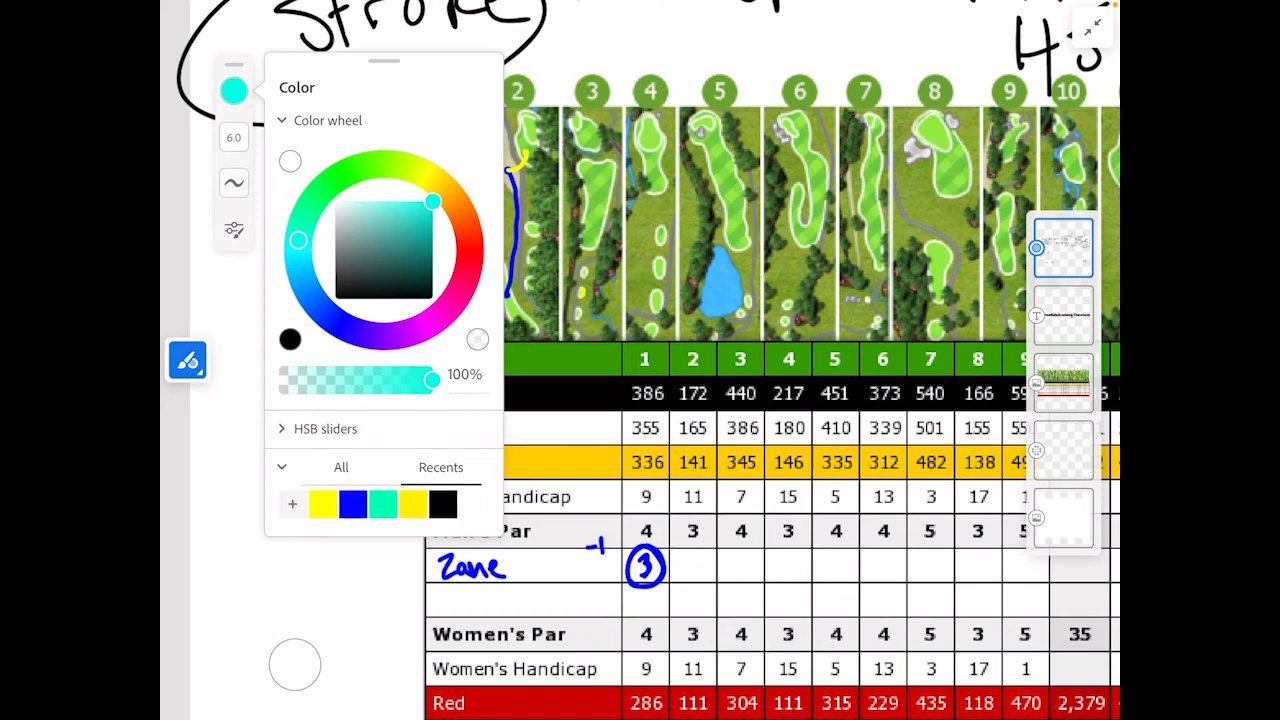 Stroke
Color
Color wheel
6.0
100%
HSB sliders
All Recents
2 3 4 5 6 7 8 9 10
1 2 3 4 5 6 7 8
386 172 440 217 451 373 540 166
355 165 386 180 410 339 501 155
336 141 345 146 335 312 482 138
9 11 7 15 5 13 3 17 1
4 3 4 3 4 4 5 3
Zane -1 3
Women's Par 4 3 4 3 4 4 5 3 5 35
Women's Handicap 9 11 7 15 5 13 3 17 1
Red 286 111 304 111 315 229 435 118 470 2,379